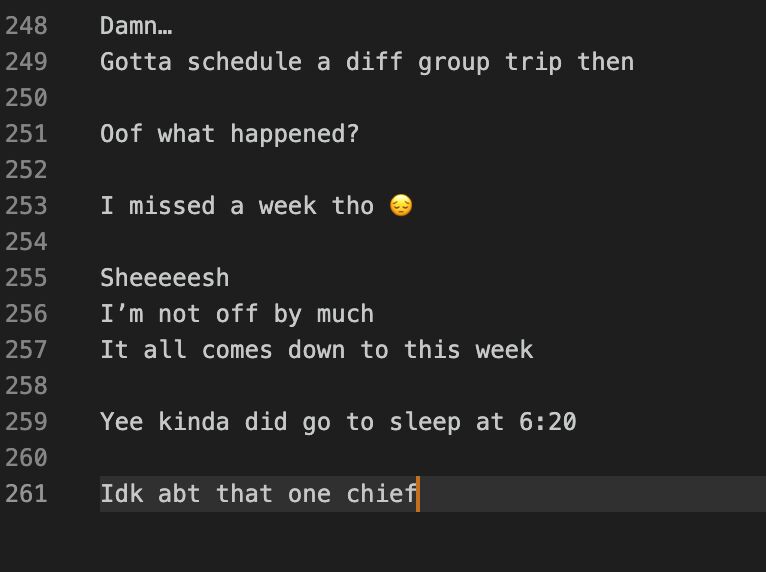 248 Damn…
249 Gotta schedule a diff group trip then
250
251 Oof what happened?
252
253 I missed a week tho 😔
254
255 Sheeeeesh
256 I’m not off by much
257 It all comes down to this week
258
259 Yee kinda did go to sleep at 6:20
260
261 Idk abt that one chief